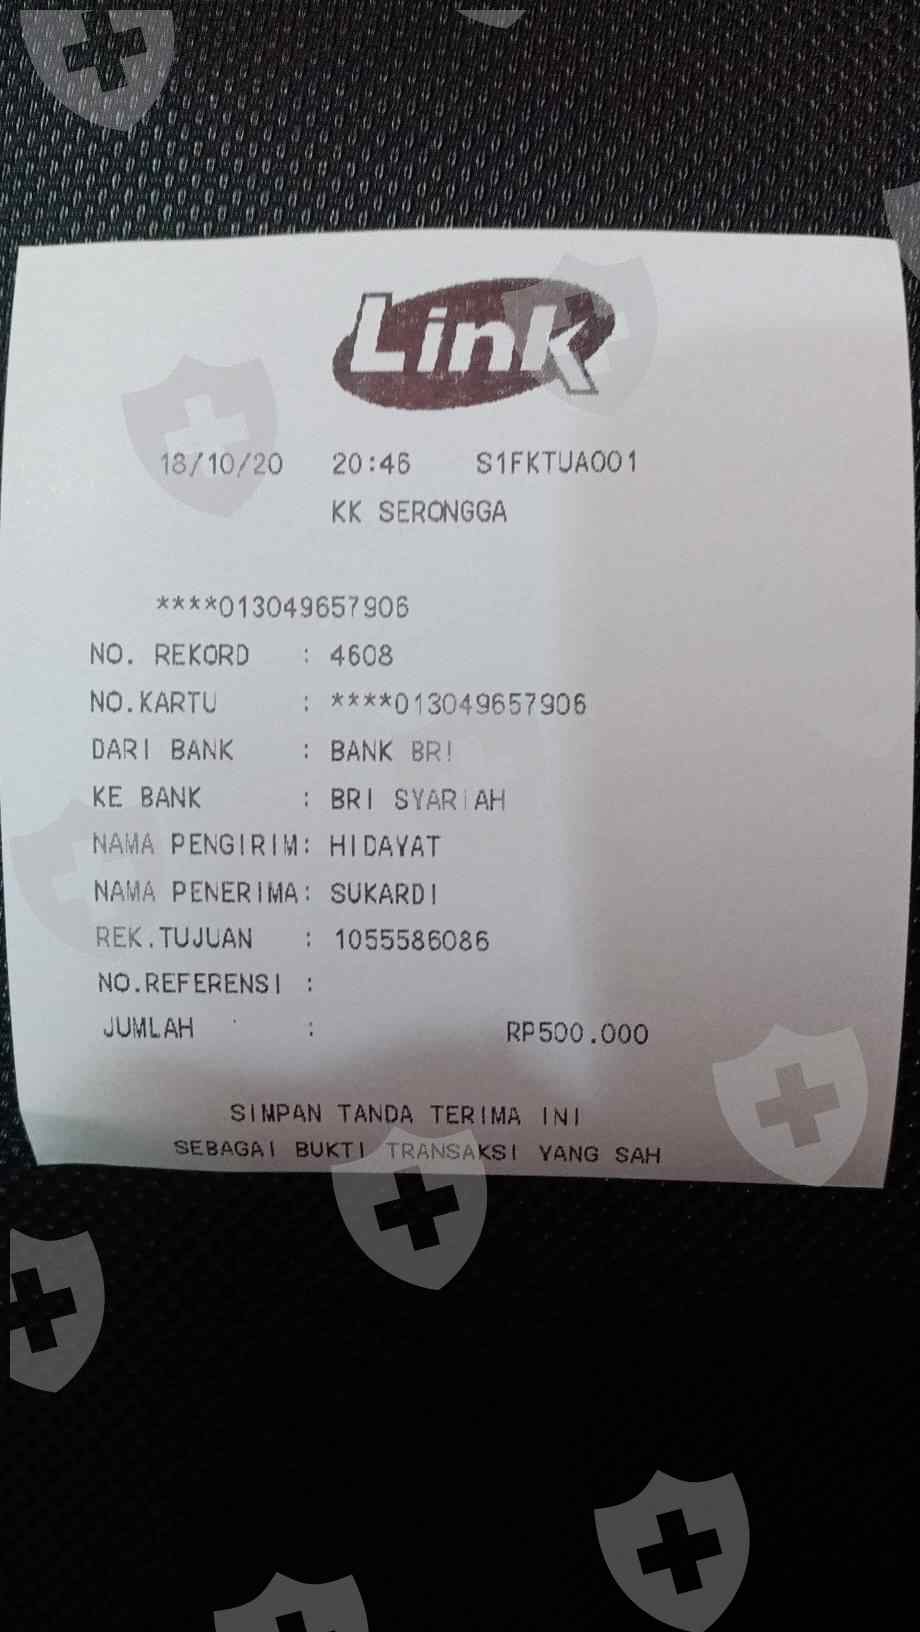 Link
18/10/20 20:46 S1FKTUA001
KK SERONGGA
****013049657906
NO. REKORD : 4608
NO.KARTU : ****013049657906
DARI BANK : BANK BRI
KE BANK : BRI SYARIAH
NAMA PENGIRIM: HIDAYAT
NAMA PENERIMA: SUKARDI
REK.TUJUAN : 1055586086
NO.REFERENSI :
JUMLAH : RP500.000
SIMPAN TANDA TERIMA INI
SEBAGAI BUKTI TRANSAKSI YANG SAH